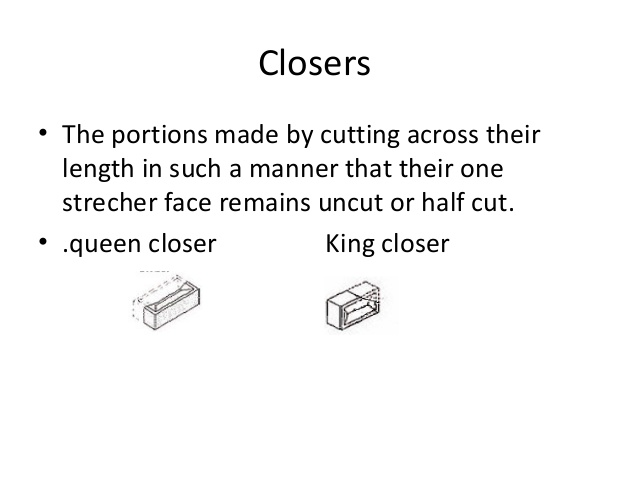 Closers
• The portions made by cutting across their
length in such a manner that their one
strecher face remains uncut or half cut.
• .queen closer King closer